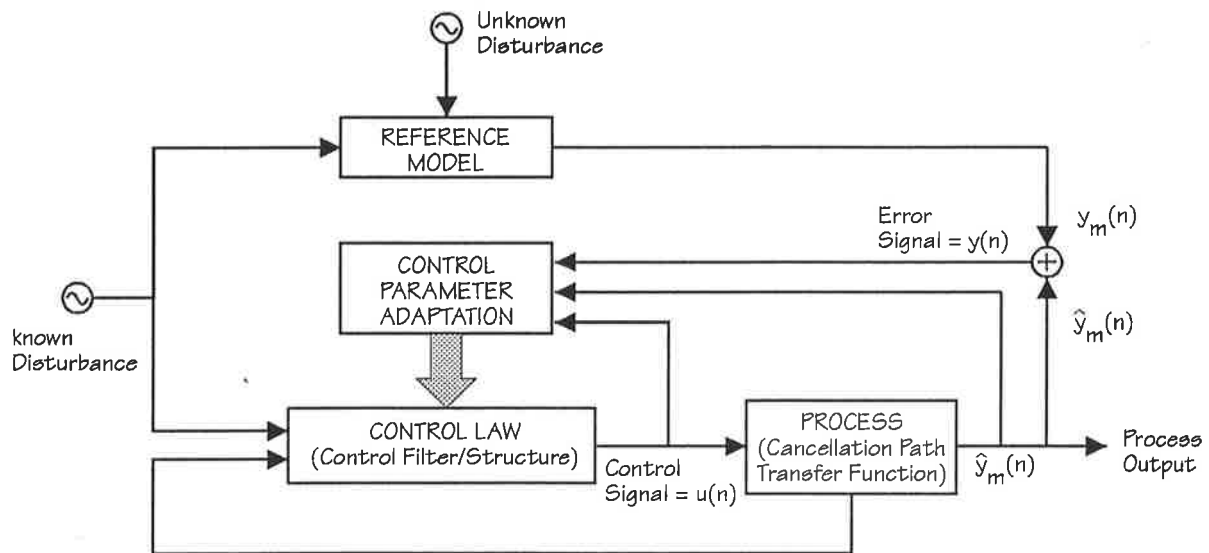 Unknown
Disturbance
REFERENCE
MODEL
Error
Signal = y(n)
y_m(n)
CONTROL
PARAMETER
ADAPTATION
ŷ_m(n)
known
Disturbance
CONTROL LAW
(Control Filter/Structure)
Control
Signal = u(n)
PROCESS
(Cancellation Path
Transfer Function)
ŷ_m(n)
Process
Output